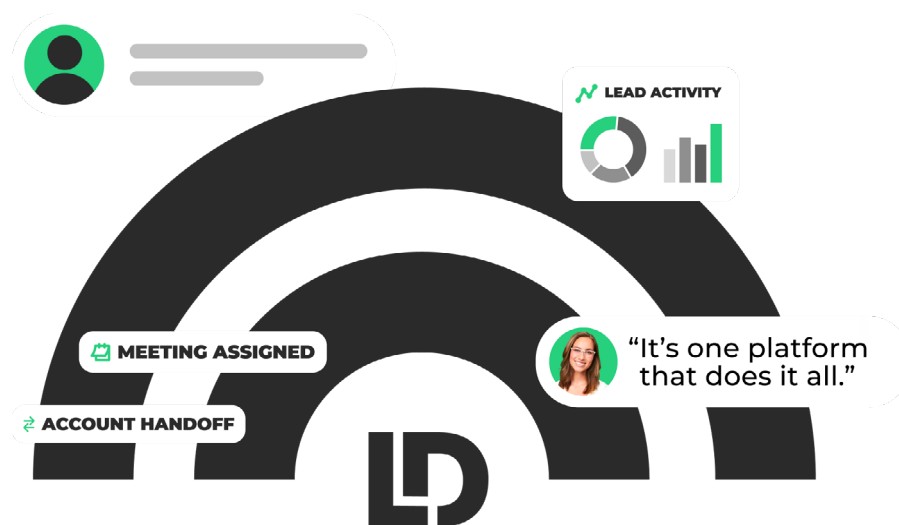 LEAD ACTIVITY
MEETING ASSIGNED
“It’s one platform
that does it all.”
ACCOUNT HANDOFF
LD